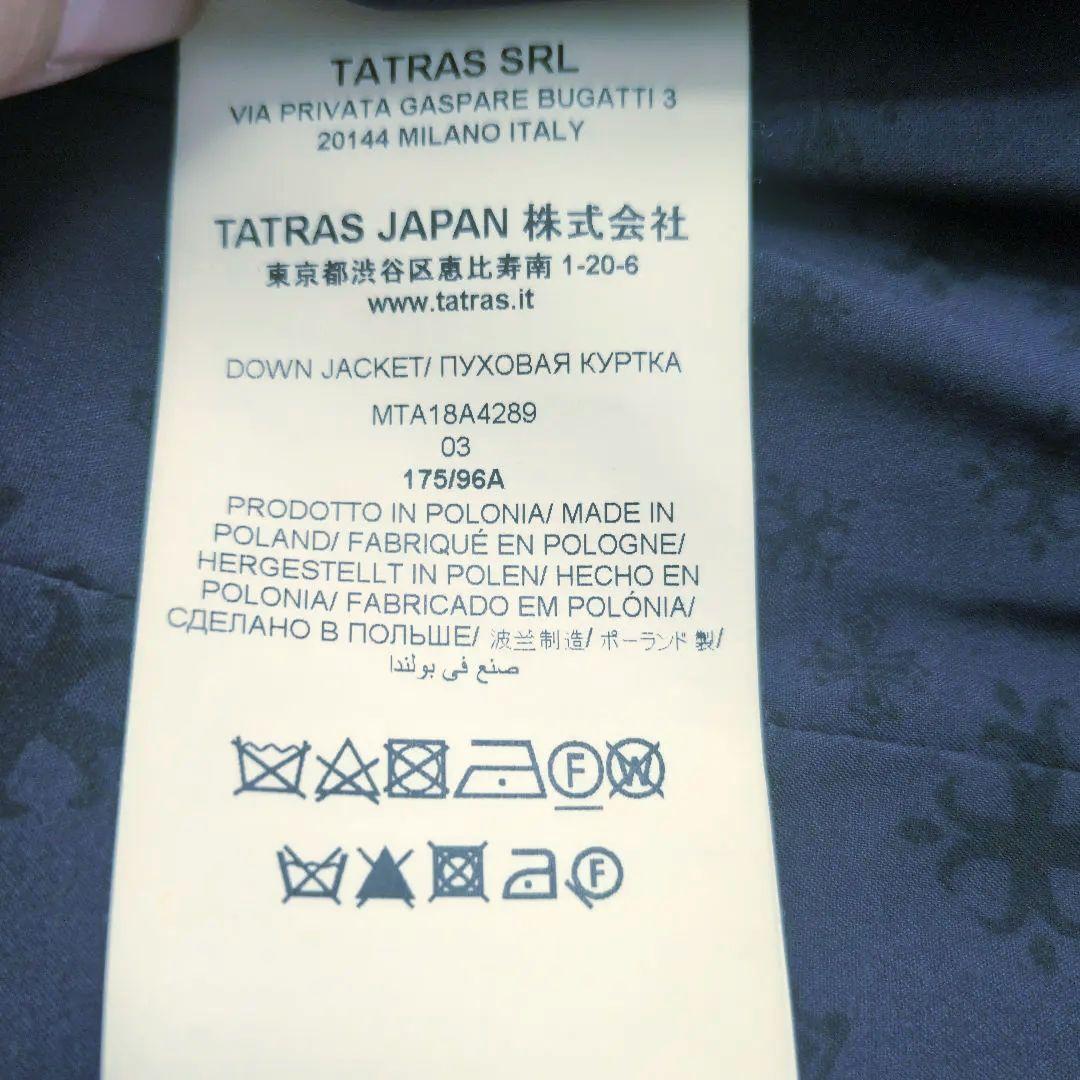 TATRAS SRL
VIA PRIVATA GASPARE BUGATTI 3
20144 MILANO ITALY
TATRAS JAPAN 株式会社
東京都渋谷区恵比寿南 1-20-6
www.tatras.it
DOWN JACKET/ ПУХОВАЯ КУРТКА
MTA18A4289
03
175/96A
PRODOTTO IN POLONIA/ MADE IN
POLAND/ FABRIQUÉ EN POLOGNE/
HERGESTELLT IN POLEN/ HECHO EN
POLONIA/ FABRICADO EM POLÓNIA/
СДЕЛАНО В ПОЛЬШЕ/ 波兰制造/ ポーランド製/
صنع في بولندا
F W
F